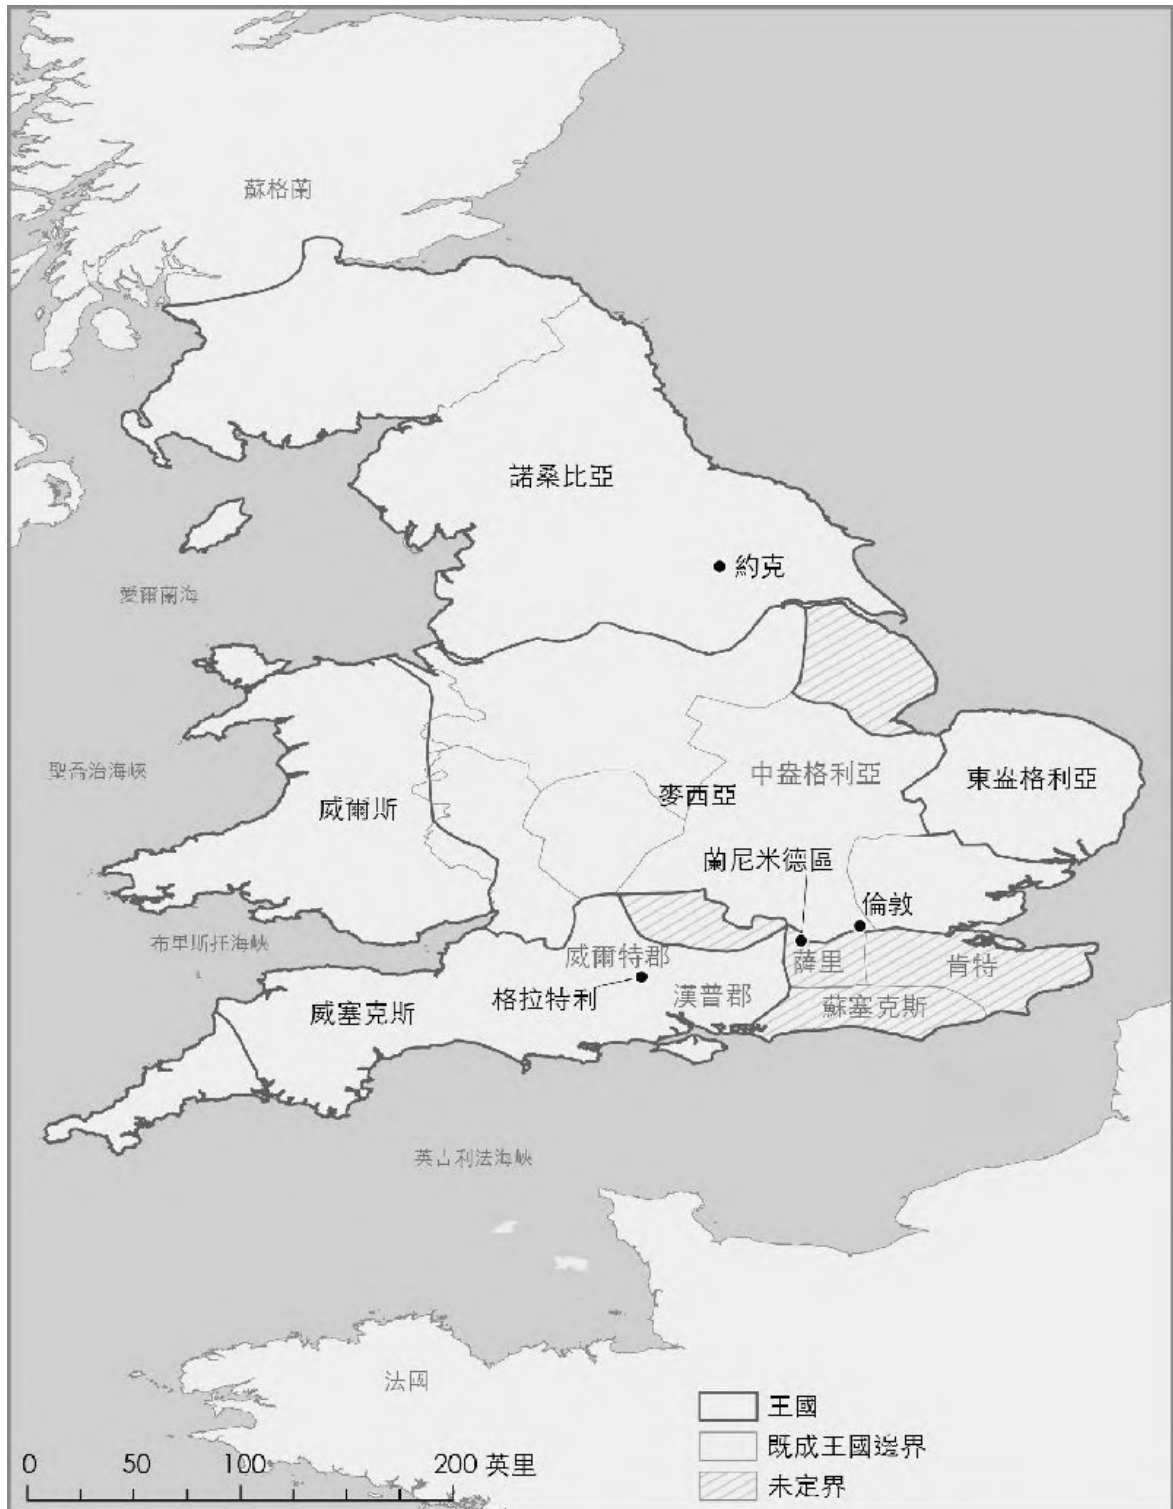 蘇格蘭
諾桑比亞
約克
愛爾蘭海
聖吾治海峽
中盎格利亞
東盎格利亞
麥西亞
威爾斯
蘭尼米德區
倫敦
布里斯托海峽
威爾特郡
薩里
肯特
格拉特利
漢普郡
蘇塞克斯
威塞克斯
英吉利法海峽
法國
王國
既成王國邊界
未定界
0 50 100 200 英里